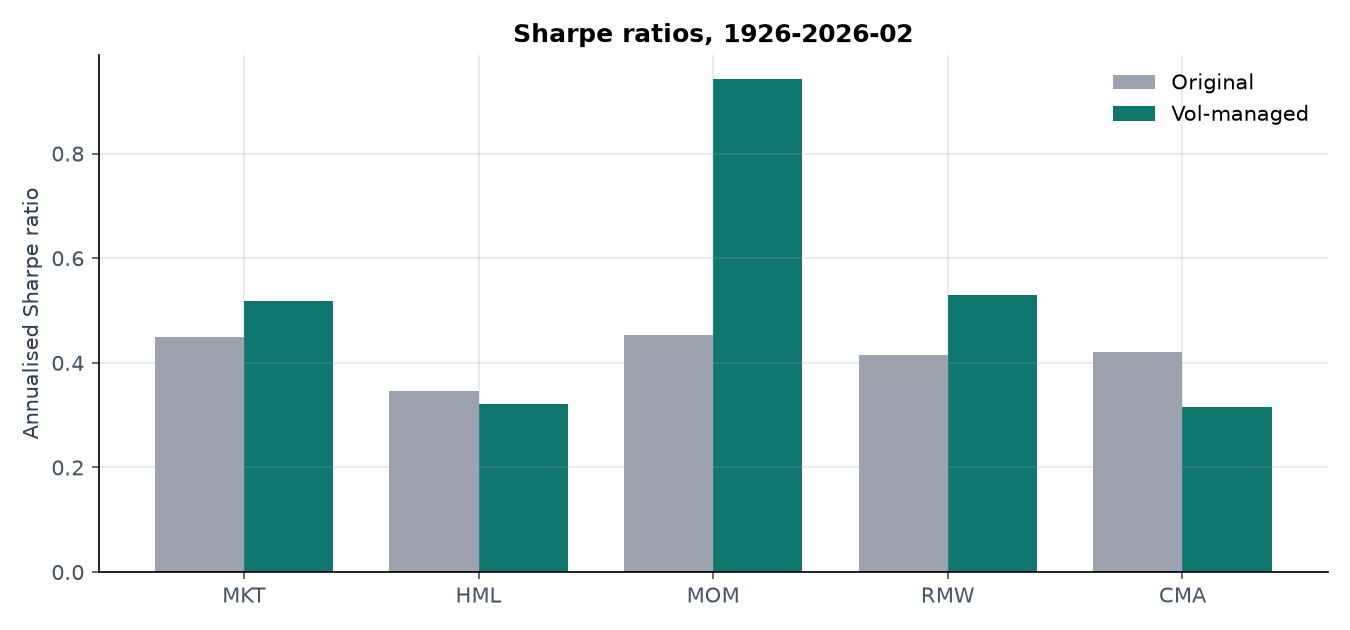 Sharpe ratios, 1926-2026-02
Original
Vol-managed
Annualised Sharpe ratio
0.8
0.6
0.4
0.2
0.0
MKT
HML
MOM
RMW
CMA